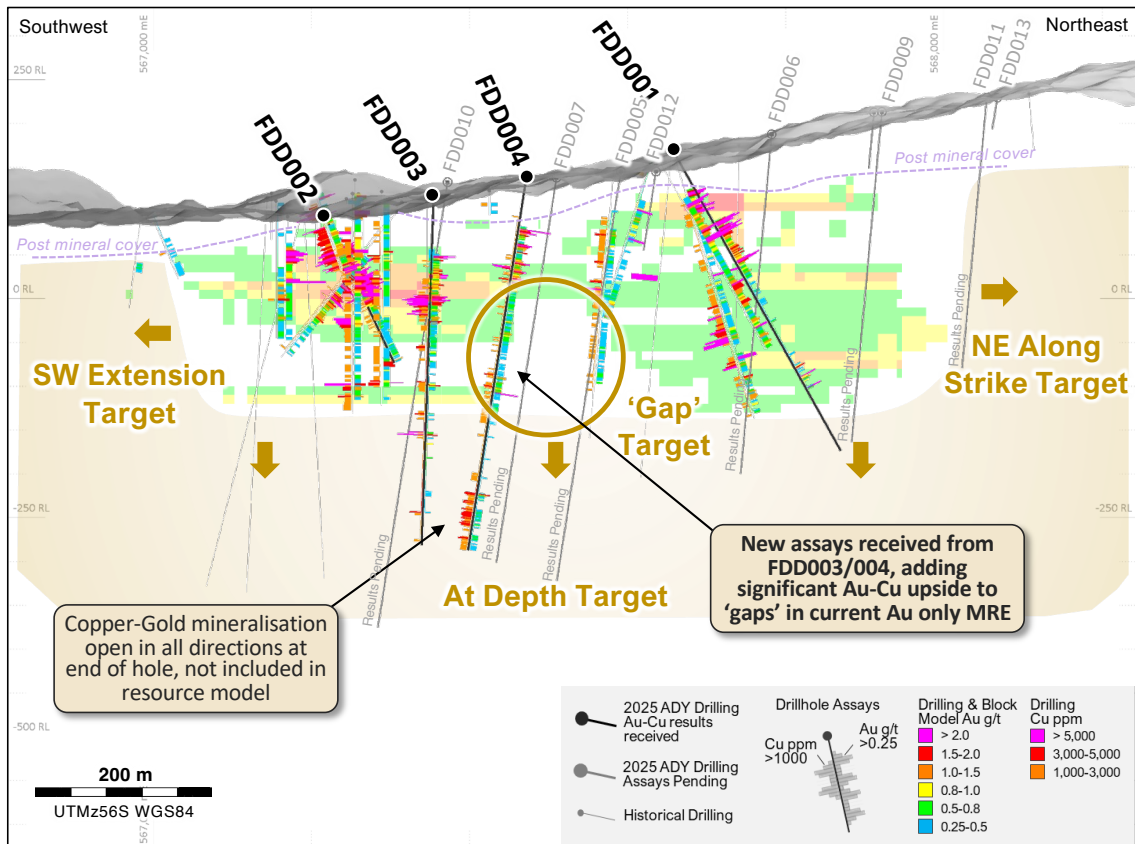 Southwest
Northeast
567,000 mE
568,000 mE
250 RL
0 RL
0 RL
-250 RL
-250 RL
-500 RL
FDD002
FDD003
FDD010
FDD004
FDD007
FDD005
FDD012
FDD001
FDD006
FDD009
FDD011
FDD013
Post mineral cover
Post mineral cover
SW Extension
Target
‘Gap’
Target
NE Along
Strike Target
At Depth Target
Results Pending
Results Pending
Results Pending
Results Pending
Results Pending
Results Pending
Copper-Gold mineralisation
open in all directions at
end of hole, not included in
resource model
New assays received from
FDD003/004, adding
significant Au-Cu upside to
‘gaps’ in current Au only MRE
200 m
UTMz56S WGS84
2025 ADY Drilling
Au-Cu results
received
2025 ADY Drilling
Assays Pending
Historical Drilling
Drillhole Assays
Cu ppm
>1000
Au g/t
>0.25
Drilling & Block
Model Au g/t
> 2.0
1.5-2.0
1.0-1.5
0.8-1.0
0.5-0.8
0.25-0.5
Drilling
Cu ppm
> 5,000
3,000-5,000
1,000-3,000